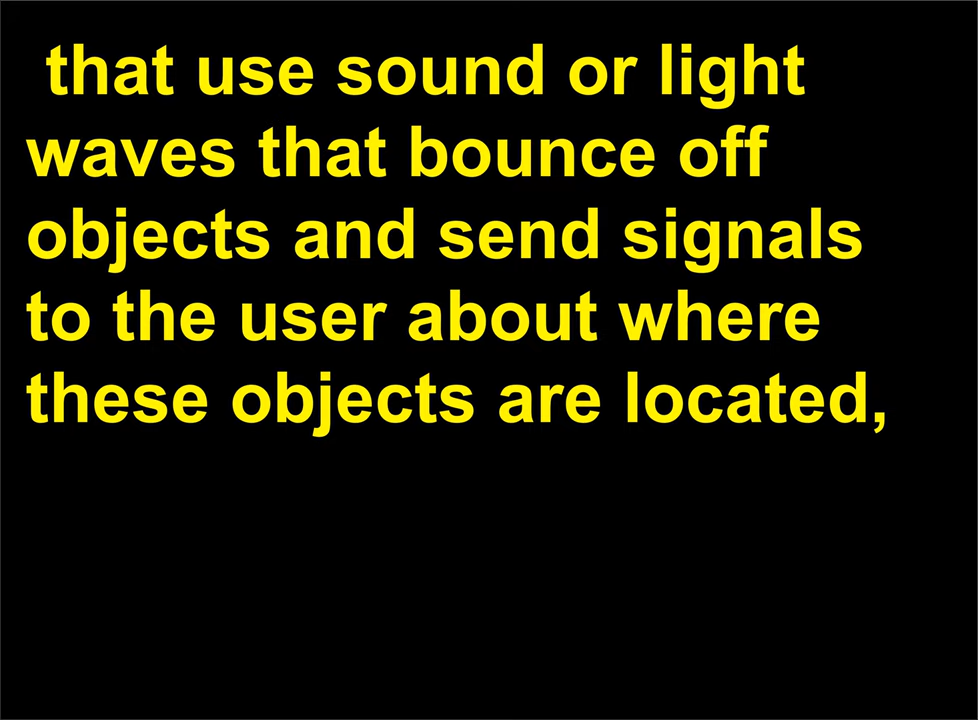 that use sound or light
waves that bounce off
objects and send signals
to the user about where
these objects are located,